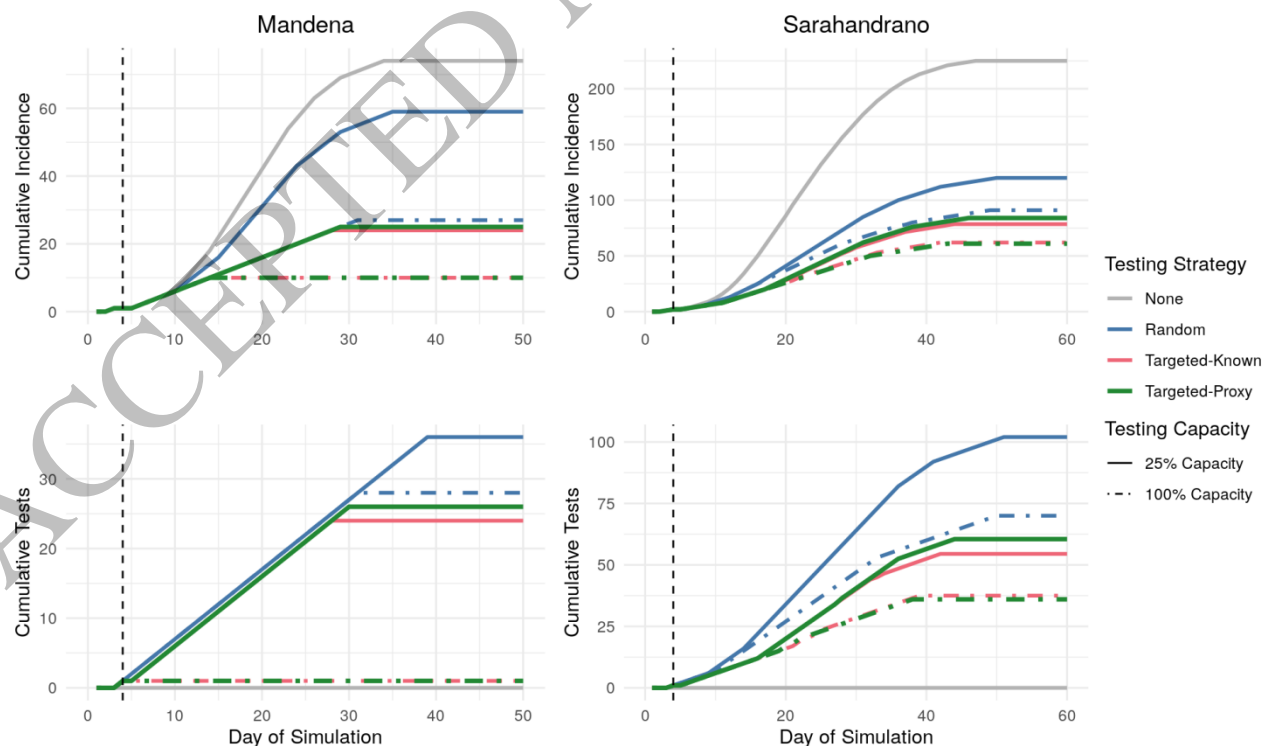 Mandena
Sarahandrano
Cumulative Incidence
60
40
20
0
0 10 20 30 40 50
Cumulative Incidence
200
150
100
50
0
0 20 40 60
Cumulative Tests
30
20
10
0
0 10 20 30 40 50
Day of Simulation
Cumulative Tests
100
75
50
25
0
0 20 40 60
Day of Simulation
Testing Strategy
None
Random
Targeted-Known
Targeted-Proxy
Testing Capacity
25% Capacity
100% Capacity
ACCEPTED